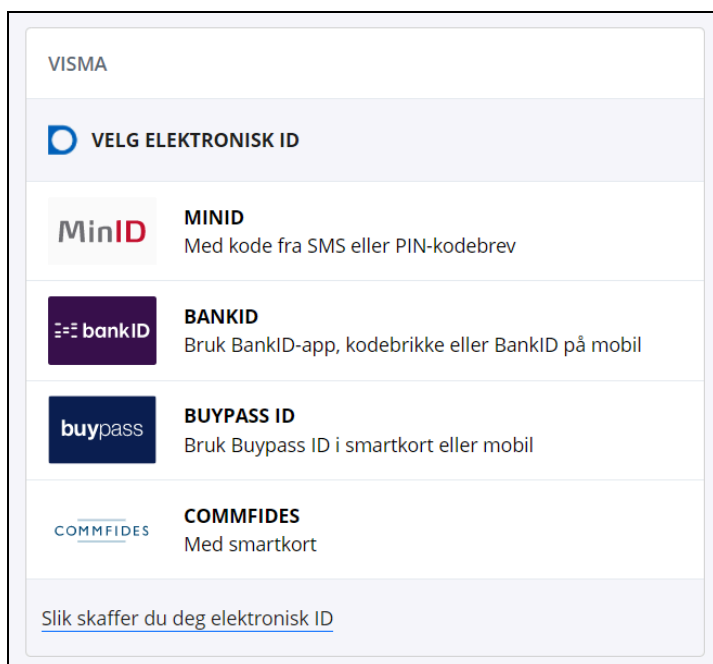 VISMA
VELG ELEKTRONISK ID
MinID
MINID
Med kode fra SMS eller PIN-kodebrev
bankID
BANKID
Bruk BankID-app, kodebrikke eller BankID på mobil
buypass
BUYPASS ID
Bruk Buypass ID i smartkort eller mobil
COMMFIDES
COMMFIDES
Med smartkort
Slik skaffer du deg elektronisk ID